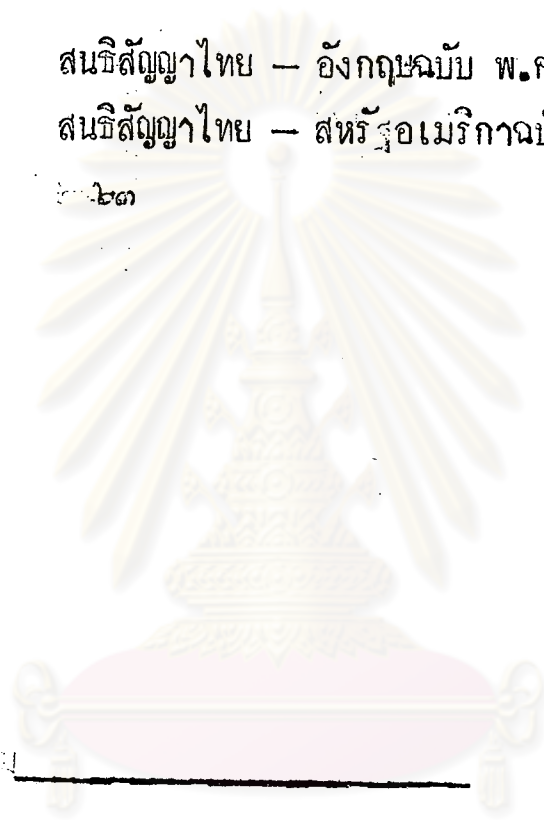 สนธิสัญญาไทย — อังกฤษฉบับ พ.ศ
สนธิสัญญาไทย — สหรัฐอเมริกาฉบับ
๒๓